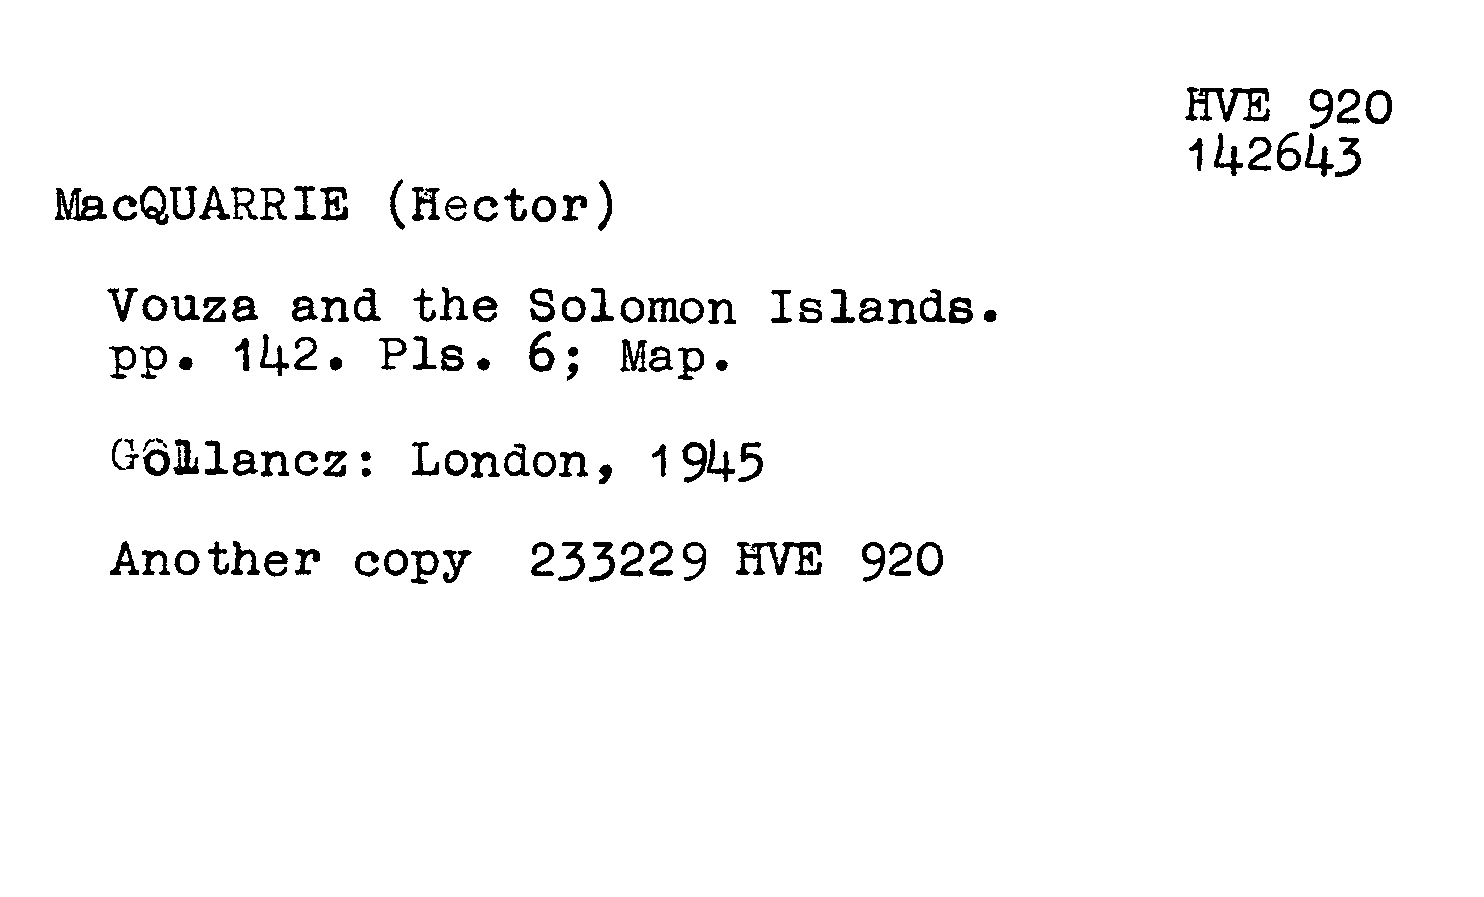 HVE 920
142643
MacQUARRIE (Hector)
Vouza and the Solomon Islands.
pp. 142. Pls. 6; Map.
Gollancz: London, 1945
Another copy 233229 HVE 920